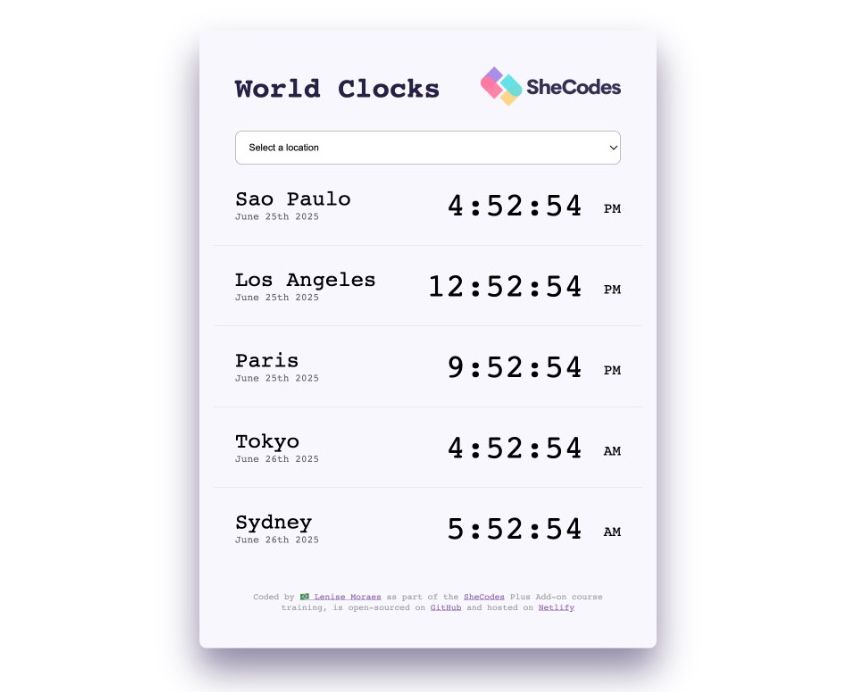 World Clocks
SheCodes
Select a location
Sao Paulo
June 25th 2025
4:52:54 PM
Los Angeles
June 25th 2025
12:52:54 PM
Paris
June 25th 2025
9:52:54 PM
Tokyo
June 26th 2025
4:52:54 AM
Sydney
June 26th 2025
5:52:54 AM
Coded by Lenise Moraes as part of the SheCodes Plus Add-on course
training, is open-sourced on GitHub and hosted on Netlify